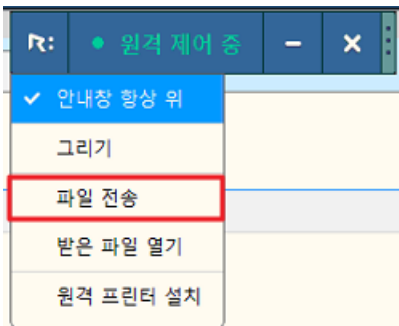 R: ● 원격 제어 중
안내창 항상 위
그리기
파일 전송
받은 파일 열기
원격 프린터 설치